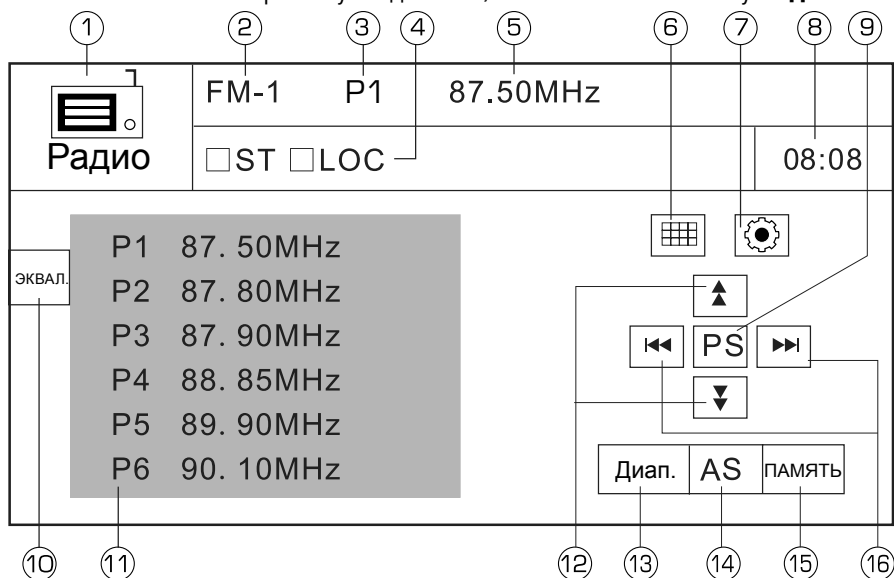 ① ② ③ ④ ⑤ ⑥ ⑦ ⑧ ⑨
FM-1 P1 87.50MHz
Радио
ST LOC
08:08
ЭКВАЛ.
P1 87. 50MHz
P2 87. 80MHz
P3 87. 90MHz
P4 88. 85MHz
P5 89. 90MHz
P6 90. 10MHz
PS
Диап. AS ПАМЯТЬ
⑩ ⑪ ⑫ ⑬ ⑭ ⑮ ⑯